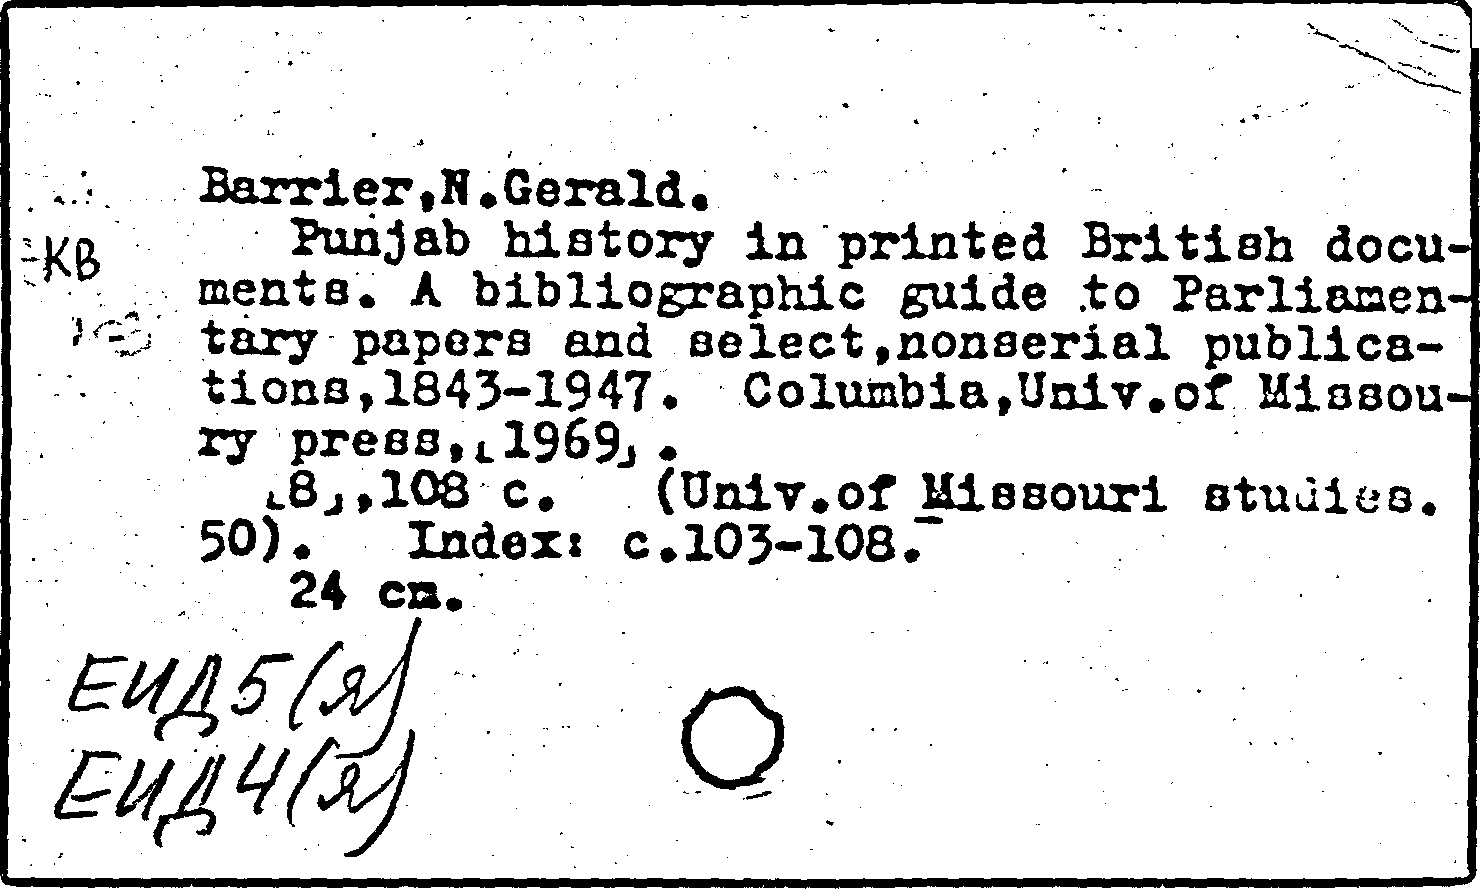 Barrier,N.Gerald.
Punjab history in printed British docu-
КВ
ments. A bibliographic guide to Parliamen-
tary papers and select,nonserial publica-
tions,1843-1947. Columbia,Univ.of Missou-
ry press,[1969].
[8],108 c. (Univ.of Missouri studies.
50). Index: c.103-108.
24 cm.
ЕИД5(я)
ЕИД4(я)